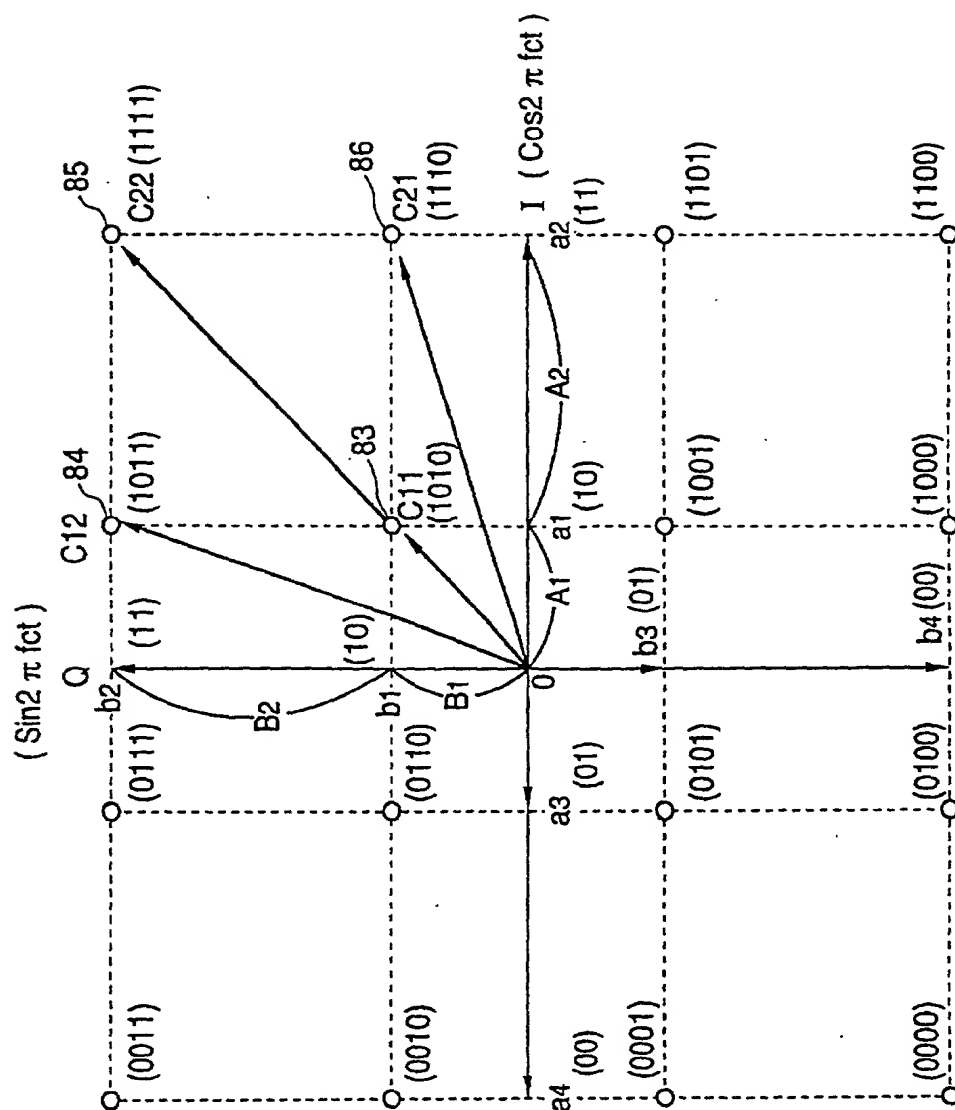 ( Sin2 π fct )
Q
C12
84
85
b2
(11)
(0011)
(0111)
(1011)
C22 (1111)
B2
83
86
b1
(10)
(0010)
(0110)
C11
(1010)
C21
(1110)
B1
A1
A2
I ( Cos2 π fct )
a4
a3
0
a1
a2
(00)
(01)
(10)
(11)
b3 (01)
(0001)
(0101)
(1001)
(1101)
b4 (00)
(0000)
(0100)
(1000)
(1100)